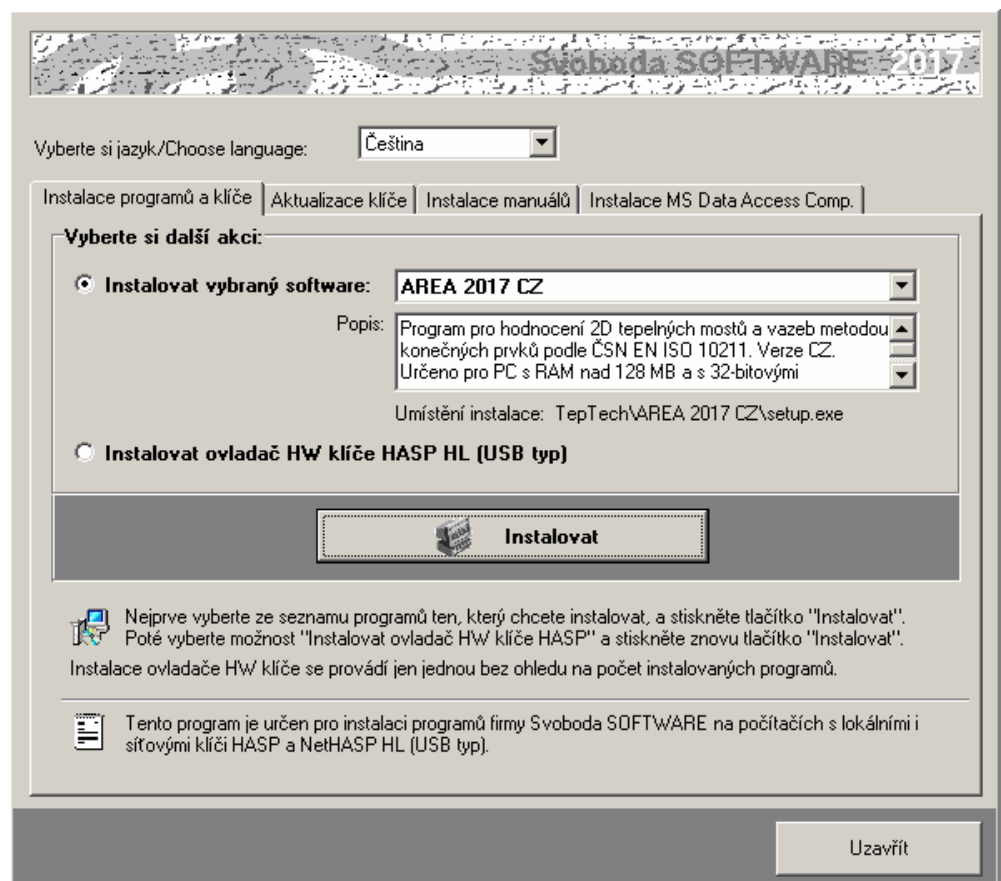 Svoboda SOFTWARE 2017
Vyberte si jazyk/Choose language: Čeština
Instalace programů a klíče Aktualizace klíče Instalace manuálů Instalace MS Data Access Comp.
Vyberte si další akci:
Instalovat vybraný software: AREA 2017 CZ
Popis: Program pro hodnocení 2D tepelných mostů a vazeb metodou
konečných prvků podle ČSN EN ISO 10211. Verze CZ.
Určeno pro PC s RAM nad 128 MB a s 32-bitovými
Umístění instalace: TepTech\AREA 2017 CZ\setup.exe
Instalovat ovladač HW klíče HASP HL (USB typ)
Instalovat
Nejprve vyberte ze seznamu programů ten, který chcete instalovat, a stiskněte tlačítko "Instalovat".
Poté vyberte možnost "Instalovat ovladač HW klíče HASP" a stiskněte znovu tlačítko "Instalovat".
Instalace ovladače HW klíče se provádí jen jednou bez ohledu na počet instalovaných programů.
Tento program je určen pro instalaci programů firmy Svoboda SOFTWARE na počítačích s lokálními i
síťovými klíči HASP a NetHASP HL (USB typ).
Uzavřít